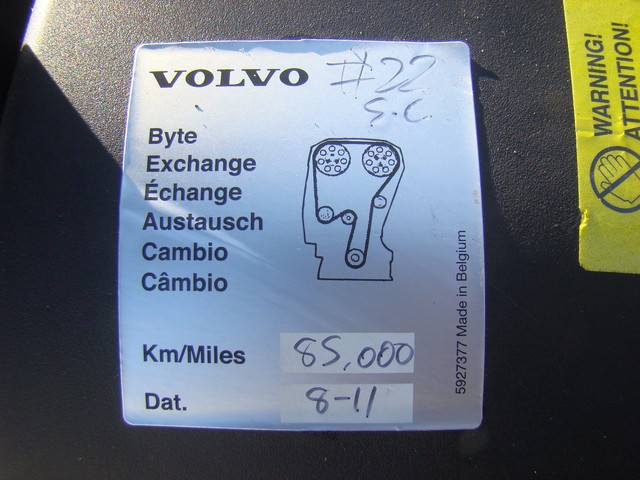 VOLVO #22
S.C.
Byte
Exchange
Échange
Austausch
Cambio
Câmbio
Km/Miles 85,000
Dat. 8-11
5927377 Made in Belgium
WARNING!
ATTENTION!